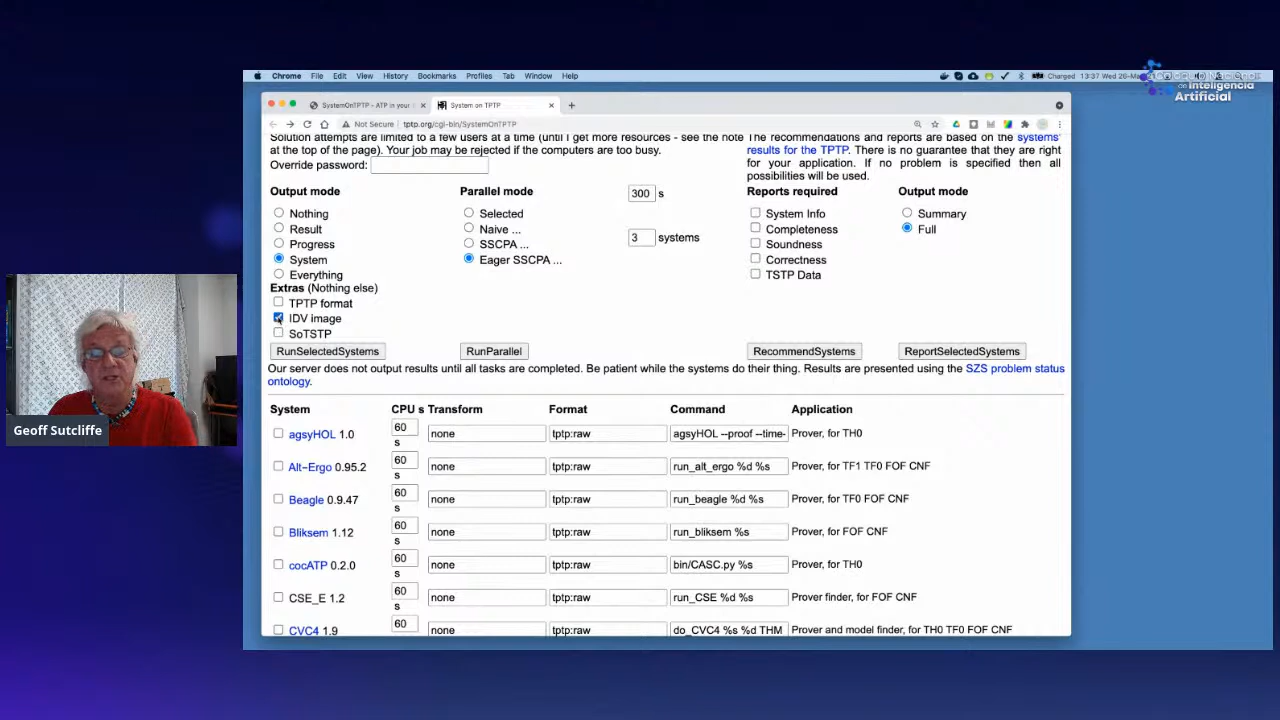 Chrome File Edit View History Bookmarks Profiles Tab Window Help
Charged 13:37 Wed 26-Ma
Inteligencia
Artificial
SystemOnTPTP - ATP in your
System on TPTP
Not Secure tptp.org/cgi-bin/SystemOnTPTP
Solution attempts are limited to a few users at a time (until I get more resources - see the note
at the top of the page). Your job may be rejected if the computers are too busy.
Override password:
The recommendations and reports are based on the systems'
results for the TPTP. There is no guarantee that they are right
for your application. If no problem is specified then all
possibilities will be used.
Output mode Parallel mode 300 s Reports required Output mode
Nothing Selected System Info Summary
Result Naive ... 3 systems Completeness Full
Progress SSCPA ... Soundness
System Eager SSCPA ... Correctness
Everything TSTP Data
Extras (Nothing else)
TPTP format
IDV image
SoTSTP
RunSelectedSystems RunParallel RecommendSystems ReportSelectedSystems
Our server does not output results until all tasks are completed. Be patient while the systems do their thing. Results are presented using the SZS problem status
ontology.
System CPU s Transform Format Command Application
agsyHOL 1.0 60 s none tptp:raw agsyHOL --proof --time- Prover, for TH0
Alt-Ergo 0.95.2 60 s none tptp:raw run_alt_ergo %d %s Prover, for TF1 TF0 FOF CNF
Beagle 0.9.47 60 s none tptp:raw run_beagle %d %s Prover, for TF0 FOF CNF
Bliksem 1.12 60 s none tptp:raw run_bliksem %s Prover, for FOF CNF
cocATP 0.2.0 60 s none tptp:raw bin/CASC.py %s Prover, for TH0
CSE_E 1.2 60 s none tptp:raw run_CSE %d %s Prover finder, for FOF CNF
CVC4 1.9 60 none tptp:raw do_CVC4 %s %d THM Prover and model finder, for TH0 TF0 FOF CNF
Geoff Sutcliffe